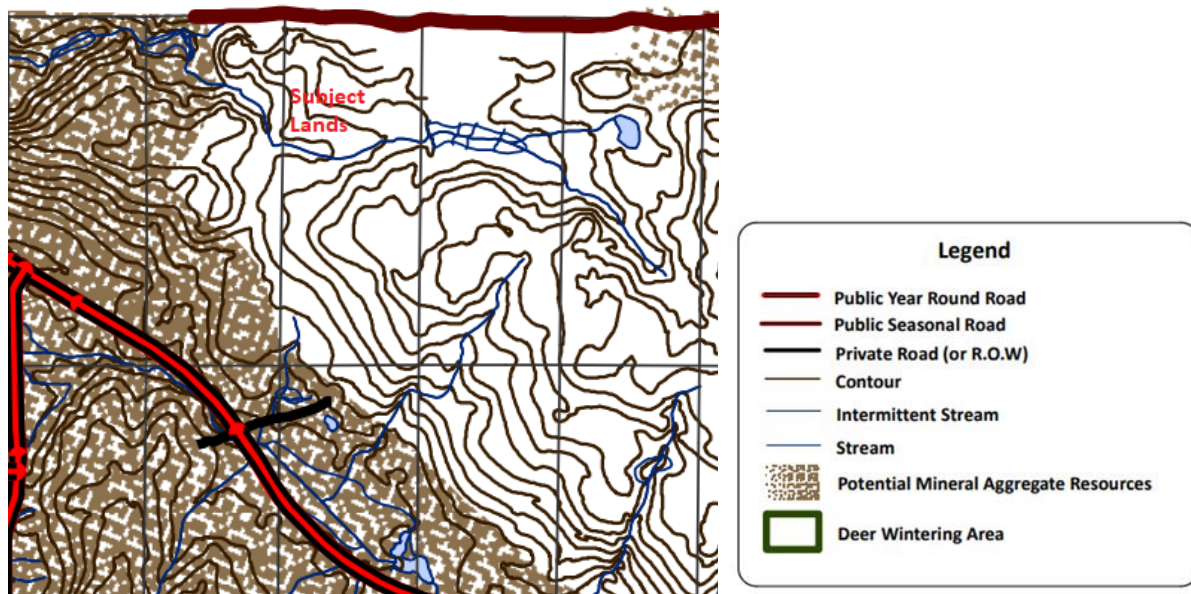 Subject
Lands
Legend
Public Year Round Road
Public Seasonal Road
Private Road (or R.O.W)
Contour
Intermittent Stream
Stream
Potential Mineral Aggregate Resources
Deer Wintering Area